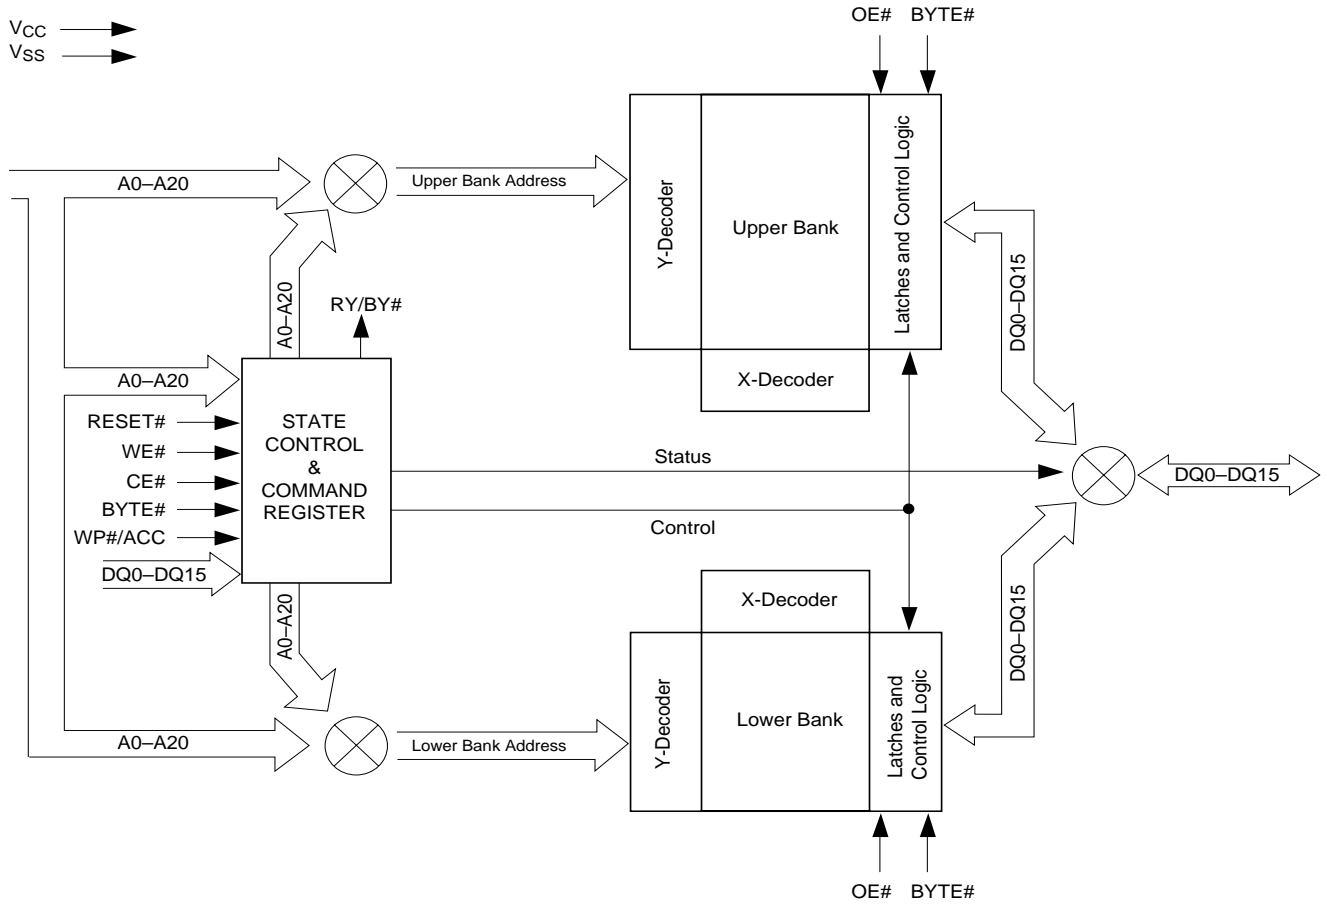 OE# BYTE#
VCC
VSS
A0–A20
Upper Bank Address
Y-Decoder
Upper Bank
Latches and Control Logic
A0–A20
RY/BY#
DQ0–DQ15
A0–A20
X-Decoder
RESET#
WE#
CE#
BYTE#
WP#/ACC
DQ0–DQ15
STATE
CONTROL
&
COMMAND
REGISTER
Status
Control
DQ0–DQ15
A0–A20
X-Decoder
DQ0–DQ15
A0–A20
Lower Bank Address
Y-Decoder
Lower Bank
Latches and
Control Logic
OE# BYTE#